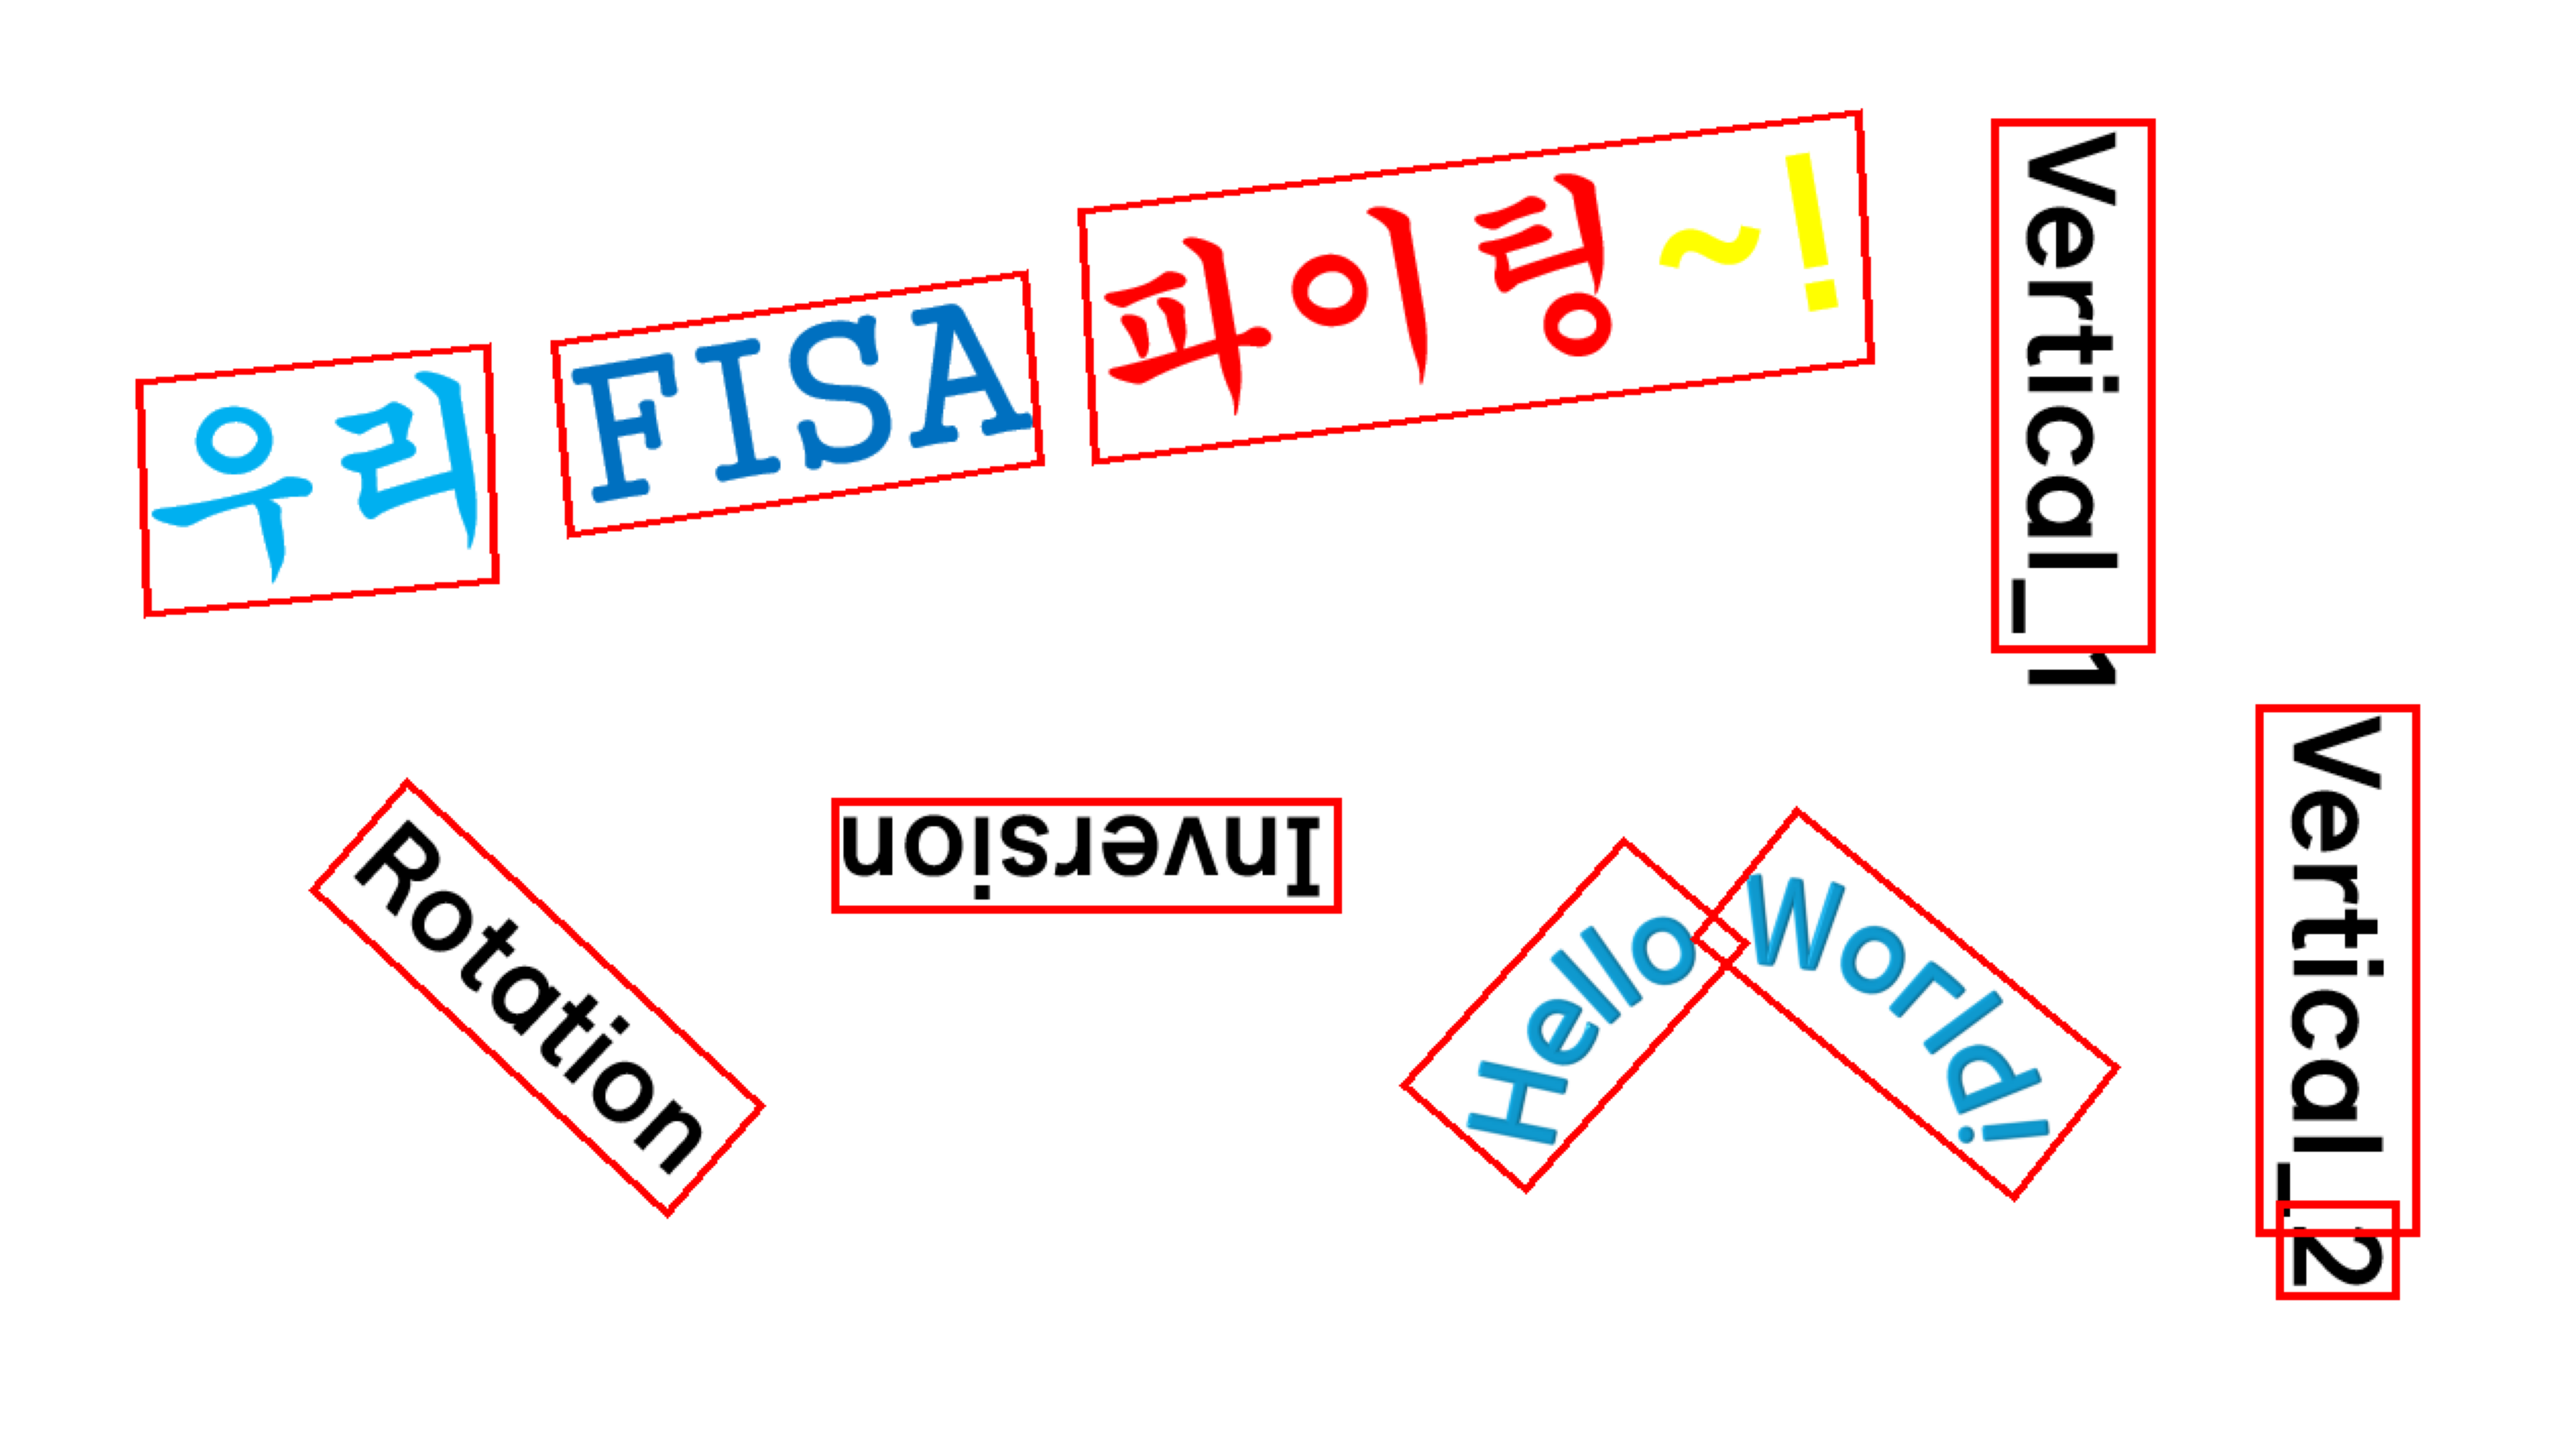 우리 FISA 파이팅~!
Vertical_1
Rotation
Inversion
Hello World!
Vertical_2